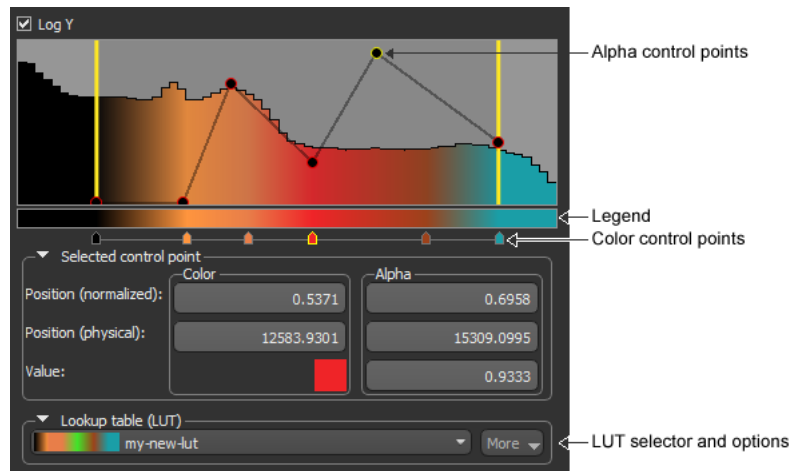 Log Y
Alpha control points
Legend
Color control points
Selected control point
Color
Alpha
Position (normalized):
0.5371
0.6958
Position (physical):
12583.9301
15309.0995
Value:
0.9333
Lookup table (LUT)
my-new-lut
More
LUT selector and options